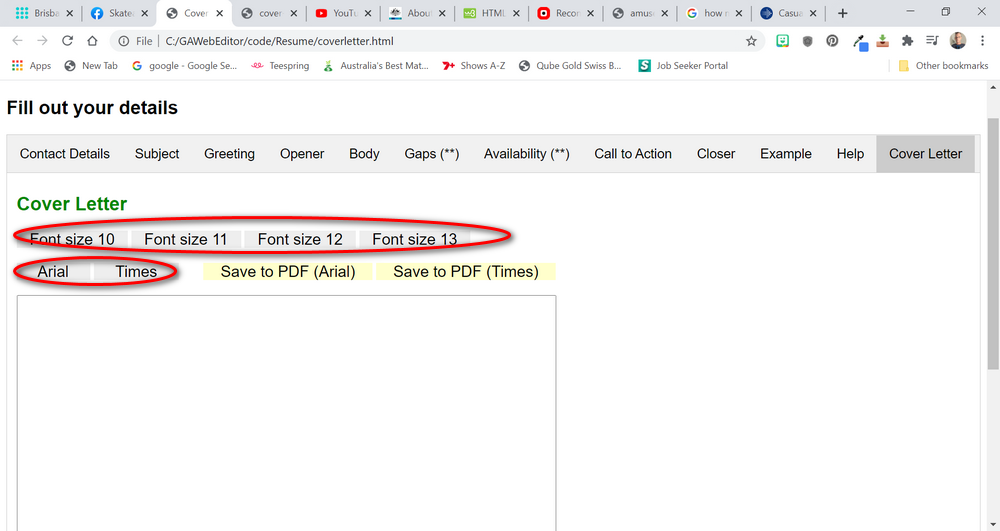 Brisba Skate: Cover cover YouTu About HTML Recor amus how n Casua
File C:/GAWebEditor/code/Resume/coverletter.html
Apps New Tab google - Google Se... Teespring Australia's Best Mat... Shows A-Z Qube Gold Swiss B... Job Seeker Portal Other bookmarks
Fill out your details
Contact Details Subject Greeting Opener Body Gaps (**) Availability (**) Call to Action Closer Example Help Cover Letter
Cover Letter
Font size 10 Font size 11 Font size 12 Font size 13
Arial Times Save to PDF (Arial) Save to PDF (Times)